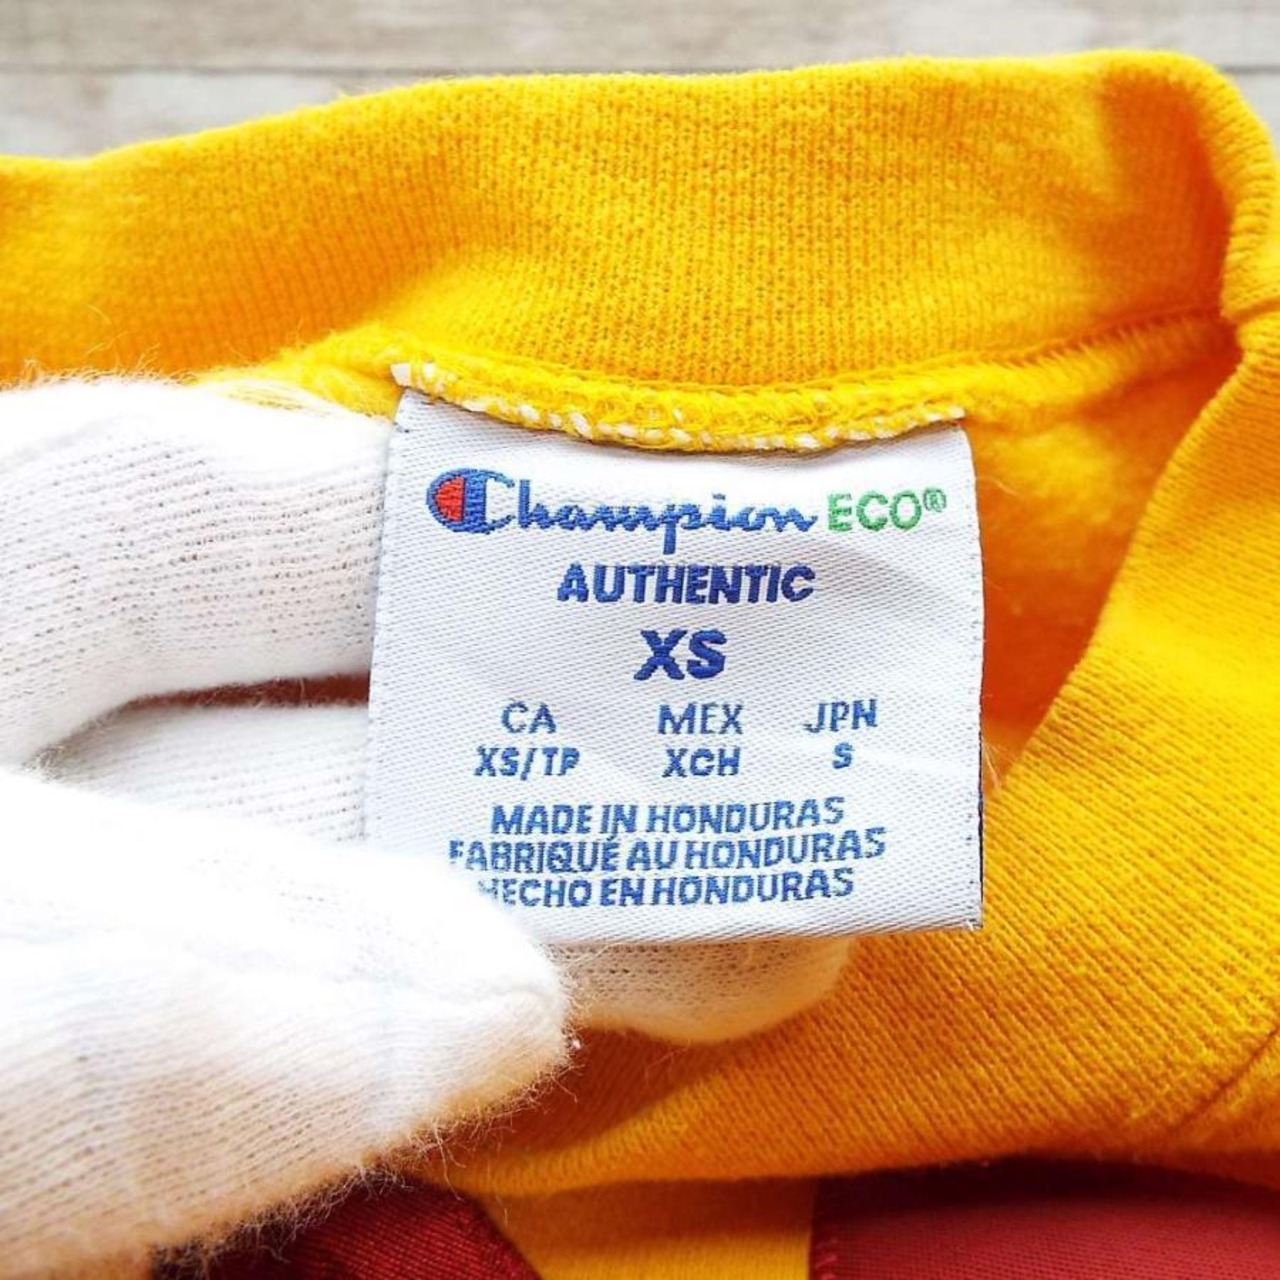 Champion ECO®
AUTHENTIC
XS
CA MEX JPN
XS/TP XCH S
MADE IN HONDURAS
FABRIQUÉ AU HONDURAS
HECHO EN HONDURAS